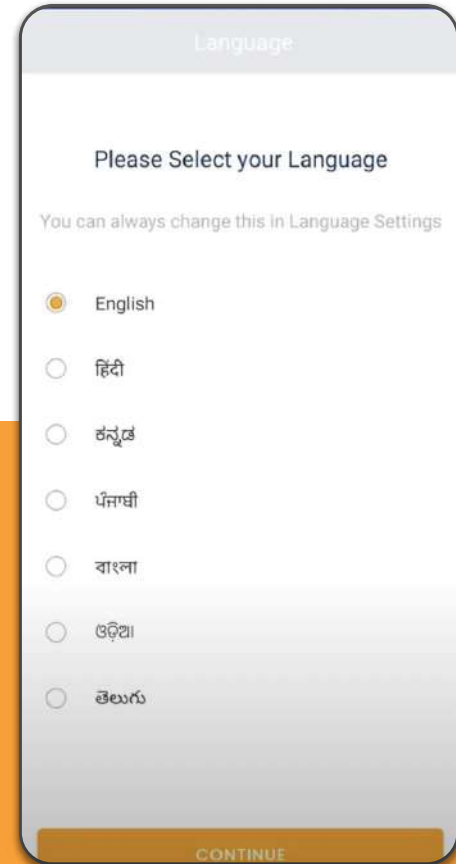 Language
Please Select your Language
You can always change this in Language Settings
English
हिंदी
ಕನ್ನಡ
ਪੰਜਾਬੀ
বাংলা
ଓଡ଼ିଆ
తెలుగు
CONTINUE